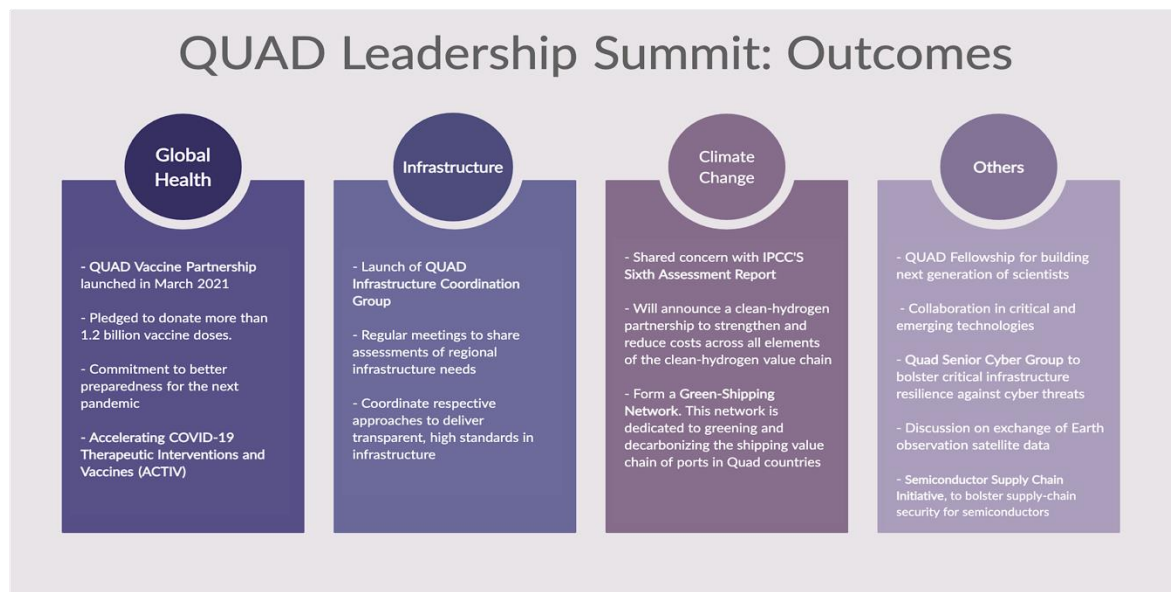 QUAD Leadership Summit: Outcomes
Global
Health
- QUAD Vaccine Partnership
launched in March 2021
- Pledged to donate more than
1.2 billion vaccine doses.
- Commitment to better
preparedness for the next
pandemic
- Accelerating COVID-19
Therapeutic Interventions and
Vaccines (ACTIV)
Infrastructure
- Launch of QUAD
Infrastructure Coordination
Group
- Regular meetings to share
assessments of regional
infrastructure needs
- Coordinate respective
approaches to deliver
transparent, high standards in
infrastructure
Climate
Change
- Shared concern with IPCC'S
Sixth Assessment Report
- Will announce a clean-hydrogen
partnership to strengthen and
reduce costs across all elements
of the clean-hydrogen value chain
- Form a Green-Shipping
Network. This network is
dedicated to greening and
decarbonizing the shipping value
chain of ports in Quad countries
Others
- QUAD Fellowship for building
next generation of scientists
- Collaboration in critical and
emerging technologies
- Quad Senior Cyber Group to
bolster critical infrastructure
resilience against cyber threats
- Discussion on exchange of Earth
observation satellite data
- Semiconductor Supply Chain
Initiative, to bolster supply-chain
security for semiconductors